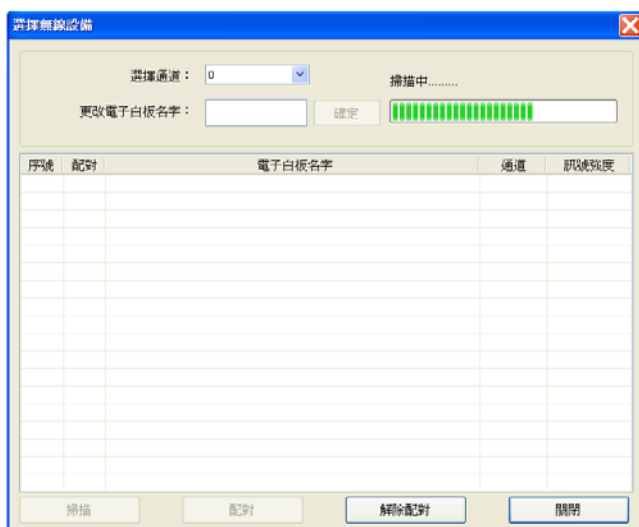 選擇無線設備
選擇通道： 0
掃描中.........
更改電子白板名字： 確定
序號 配對 電子白板名字 通道 訊號強度
掃描 配對 解除配對 關閉